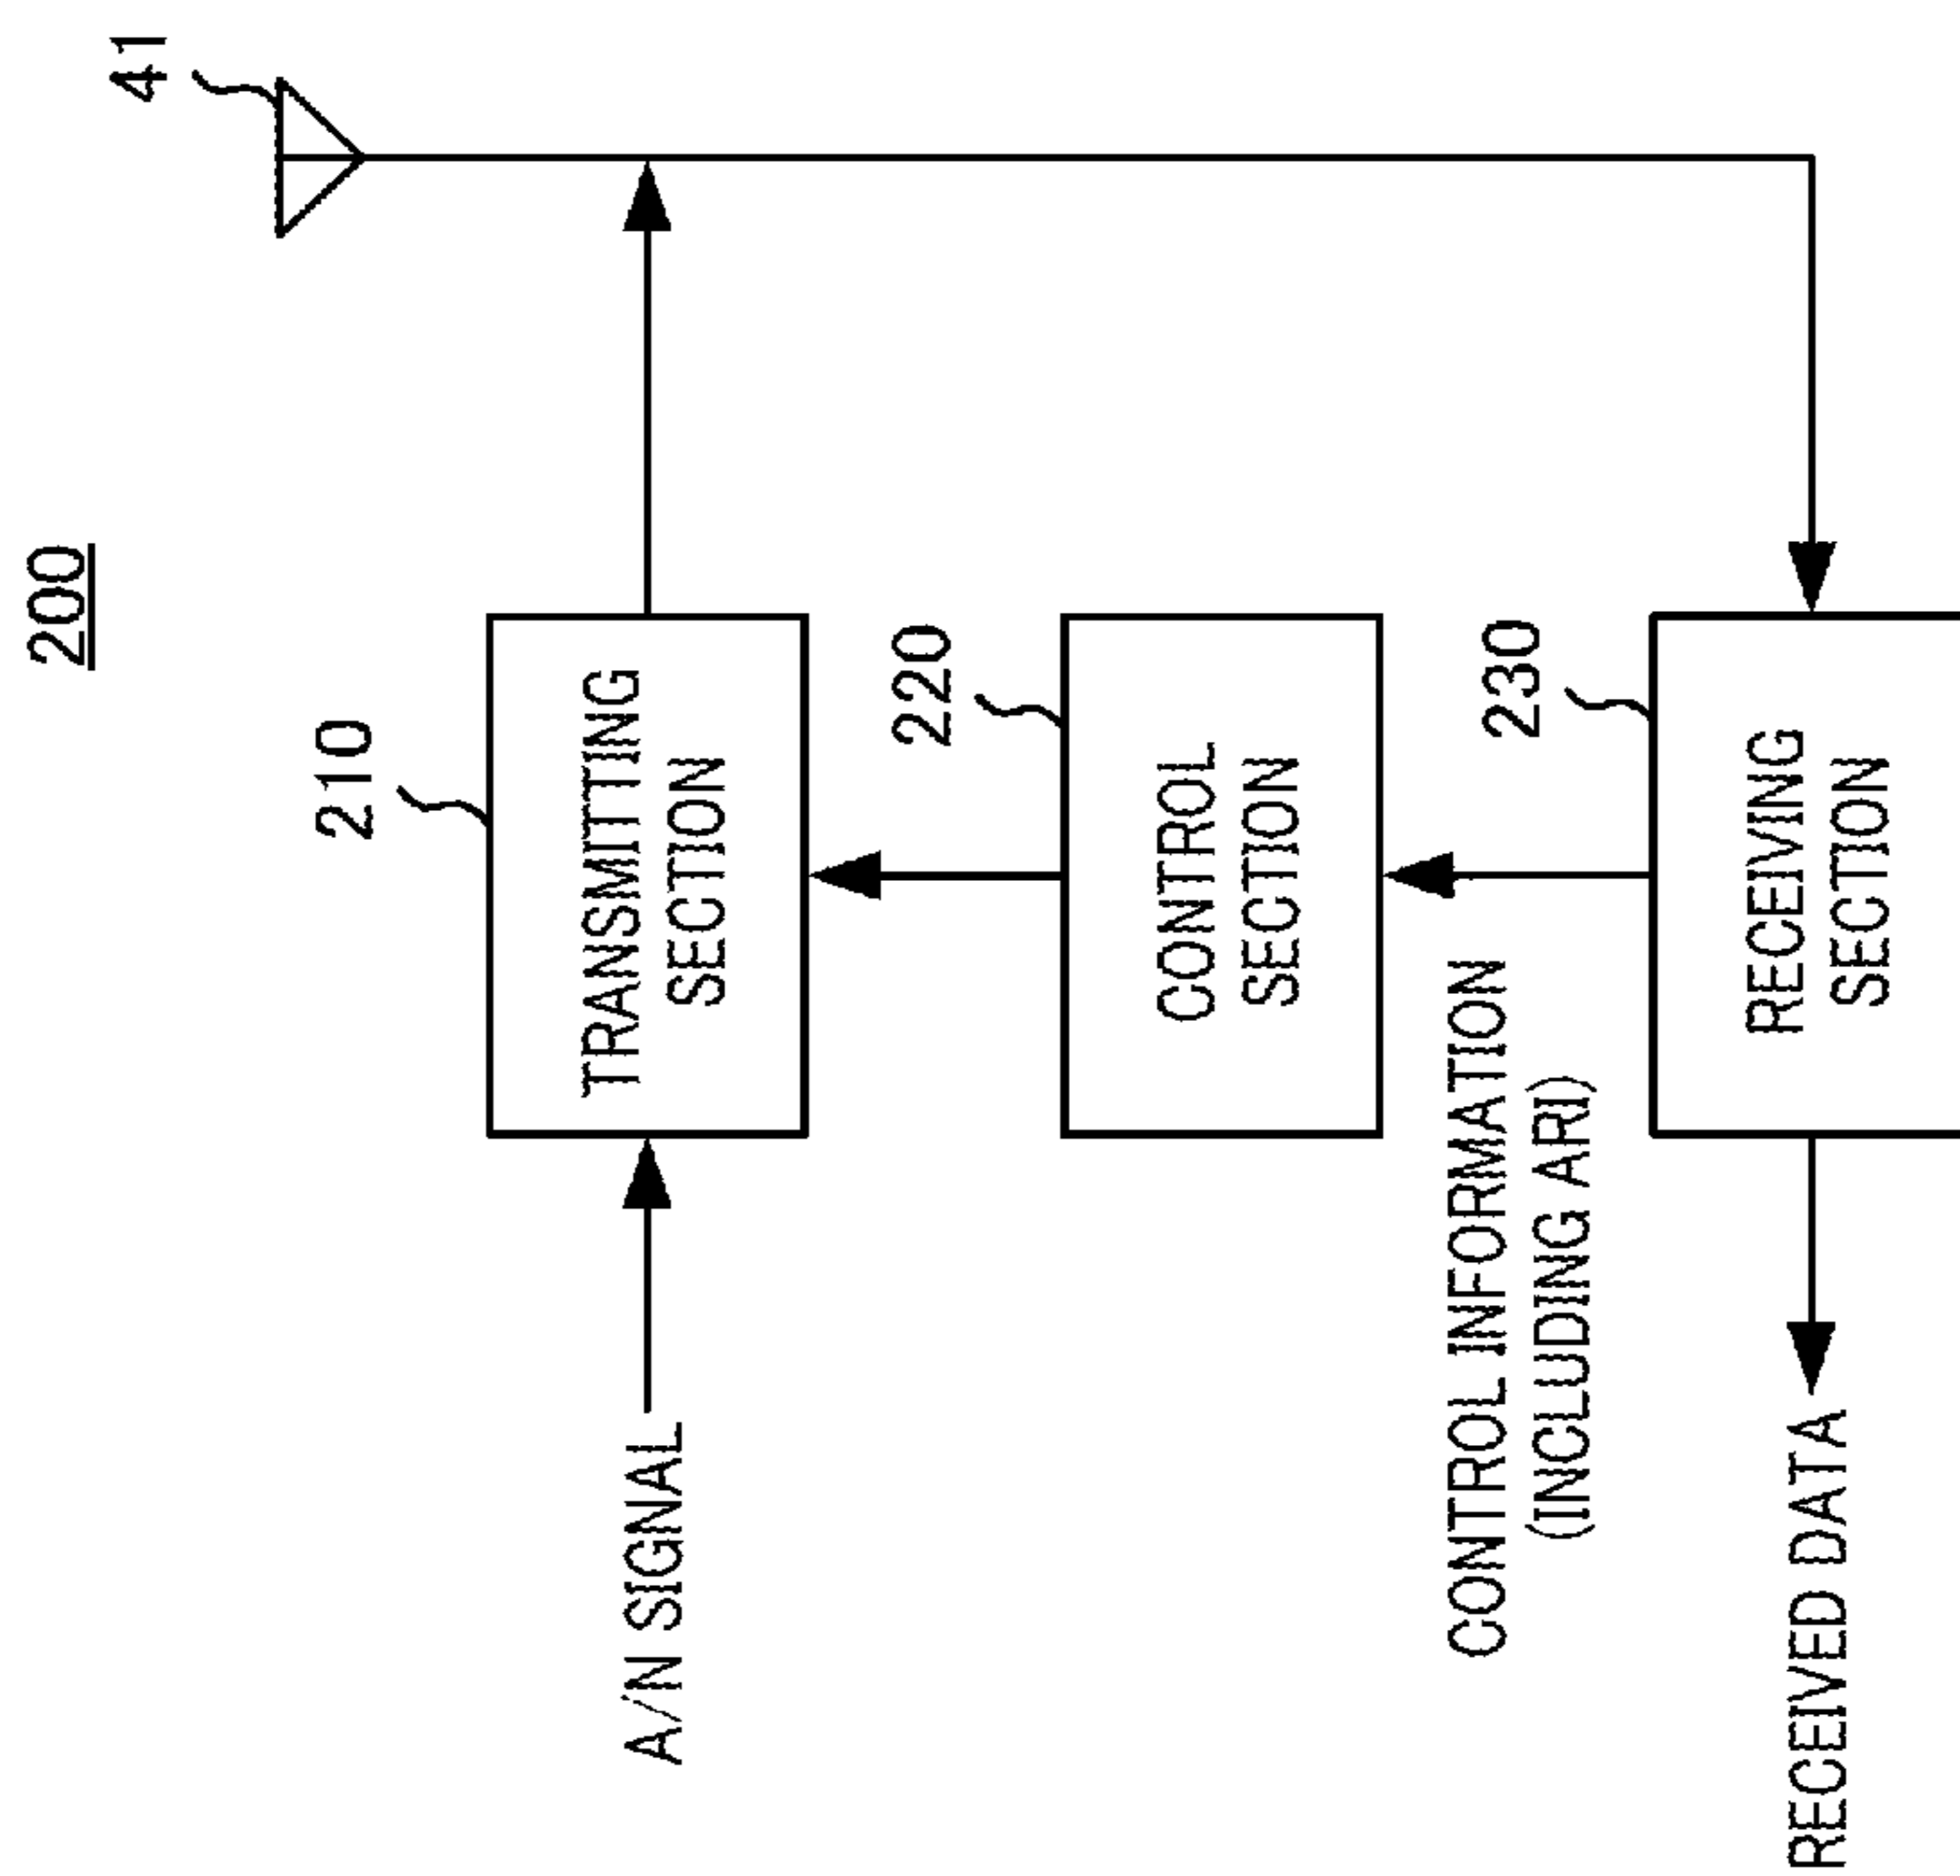 200
41
210
TRANSMITTING
SECTION
A/N SIGNAL
220
CONTROL
SECTION
CONTROL INFORMATION
(INCLUDING ARI)
230
RECEIVING
SECTION
RECEIVED DATA